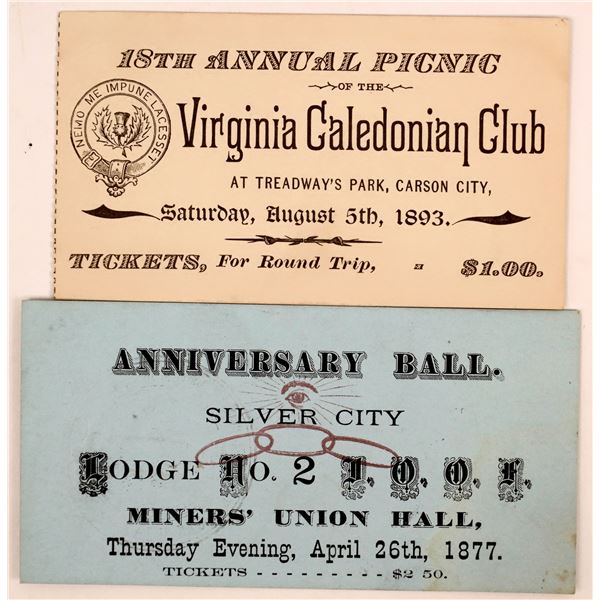 18TH ANNUAL PICNIC
OF THE
NEMO ME IMPUNE LACESSET
Virginia Caledonian Club
AT TREADWAY'S PARK, CARSON CITY,
Saturday, August 5th, 1893.
TICKETS, For Round Trip, - $1.00.
ANNIVERSARY BALL.
SILVER CITY
LODGE NO. 2 I.O.O.F.
MINERS' UNION HALL,
Thursday Evening, April 26th, 1877.
TICKETS - - - - - - - - - $2 50.